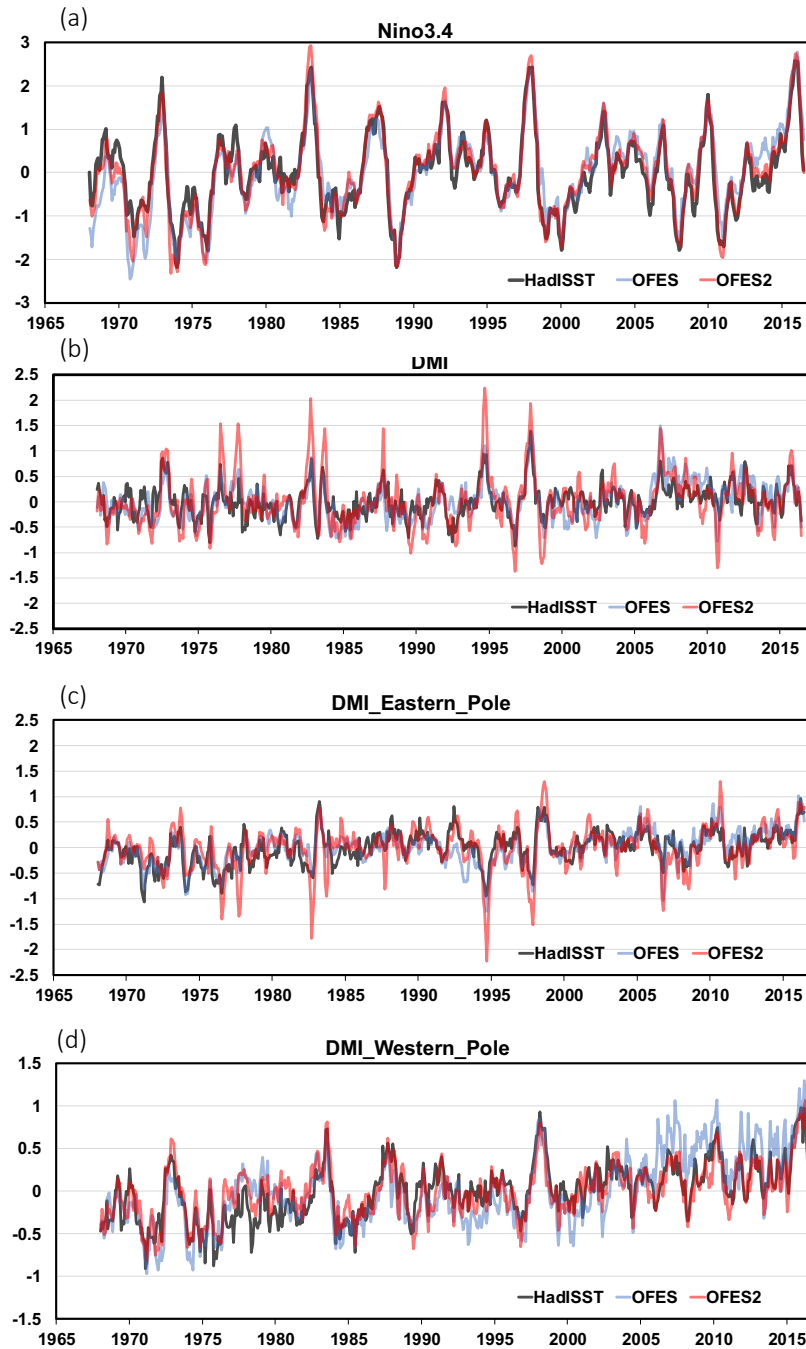 (a)
Nino3.4
3
2
1
0
-1
-2
-3
HadISST OFES OFES2
1965 1970 1975 1980 1985 1990 1995 2000 2005 2010 2015
(b)
DMI
2.5
2
1.5
1
0.5
0
-0.5
-1
-1.5
-2
-2.5
HadISST OFES OFES2
1965 1970 1975 1980 1985 1990 1995 2000 2005 2010 2015
(c)
DMI_Eastern_Pole
2.5
2
1.5
1
0.5
0
-0.5
-1
-1.5
-2
-2.5
HadISST OFES OFES2
1965 1970 1975 1980 1985 1990 1995 2000 2005 2010 2015
(d)
DMI_Western_Pole
1.5
1
0.5
0
-0.5
-1
-1.5
HadISST OFES OFES2
1965 1970 1975 1980 1985 1990 1995 2000 2005 2010 2015